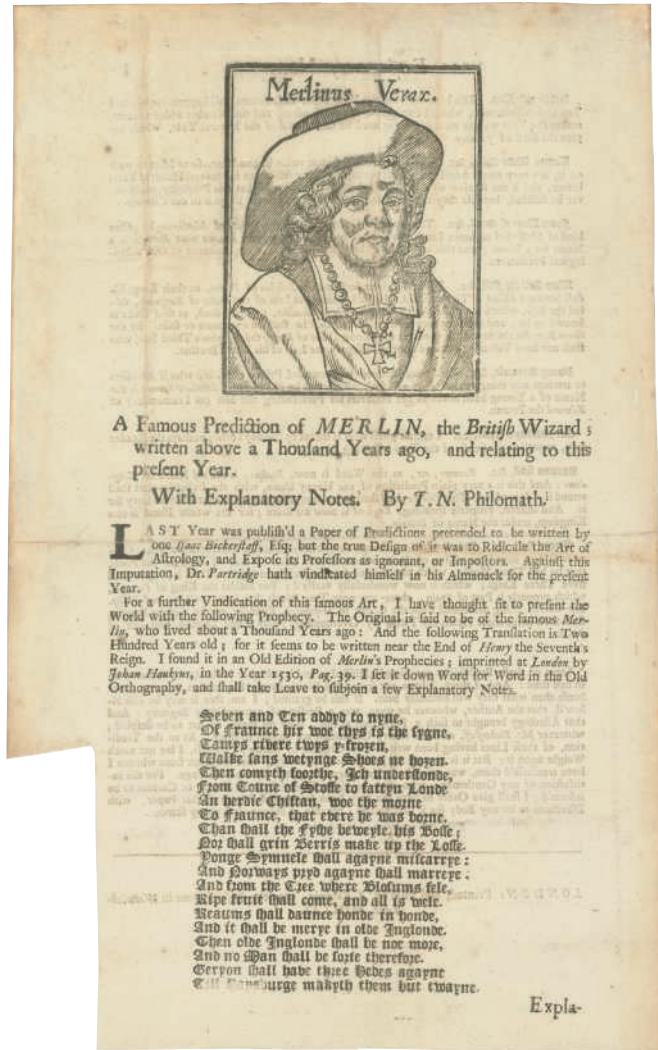 Merlinus Verax.
A Famous Prediction of MERLIN, the British Wizard;
written above a Thousand Years ago, and relating to this
present Year.
With Explanatory Notes. By T. N. Philomath.
LAST Year was publish'd a Paper of Predictions pretended to be written by
one Isaac Bickerstaff, Esq; but the true Design of it was to Ridicule the Art of
Astrology, and Expose its Professors as ignorant, or Impostors. Against this
Imputation, Dr. Partridge hath vindicated himself in his Almanack for the present
Year.
For a further Vindication of this famous Art, I have thought fit to present the
World with the following Prophecy. The Original is said to be of the famous Mer-
lin, who lived about a Thousand Years ago: And the following Translation is Two
Hundred Years old; for it seems to be written near the End of Henry the Seventh's
Reign. I found it in an Old Edition of Merlin's Prophecies; imprinted at London by
Johan Haukyns, in the Year 1530, Pag. 39. I set it down Word for Word in the Old
Orthography, and shall take Leave to subjoin a few Explanatory Notes.
Seven and Ten addyd to nyne,
Of Fraunce hir woe thys is the sygne,
Tamys rivere twys y-frozen,
Walke sans wetynge Shoes ne hozen.
Then comyth foorthe, Ich understonde,
From Toune of Stoffe to fattyn Londe
An herdie Chiftan, woe the morne
To Fraunce, that evere he was borne.
Than shall the Fyshe beweyle his Bosse;
Nor shall grin Berris make up the Losse.
Yonge Symnele shall agayne miscarrye:
And Norways pryd agayne shall marreye.
And from the Tree where Blosums fele,
Ripe fruit shall come, and all is wele.
Reaums shall daunce honde in honde,
And it shall be merye in olde Inglonde.
Then olde Inglonde shall be noe more,
And no Man shall be sorie therefore.
Geryon shall have three Hedes agayne
Till makyth them but twayne.
Expla-